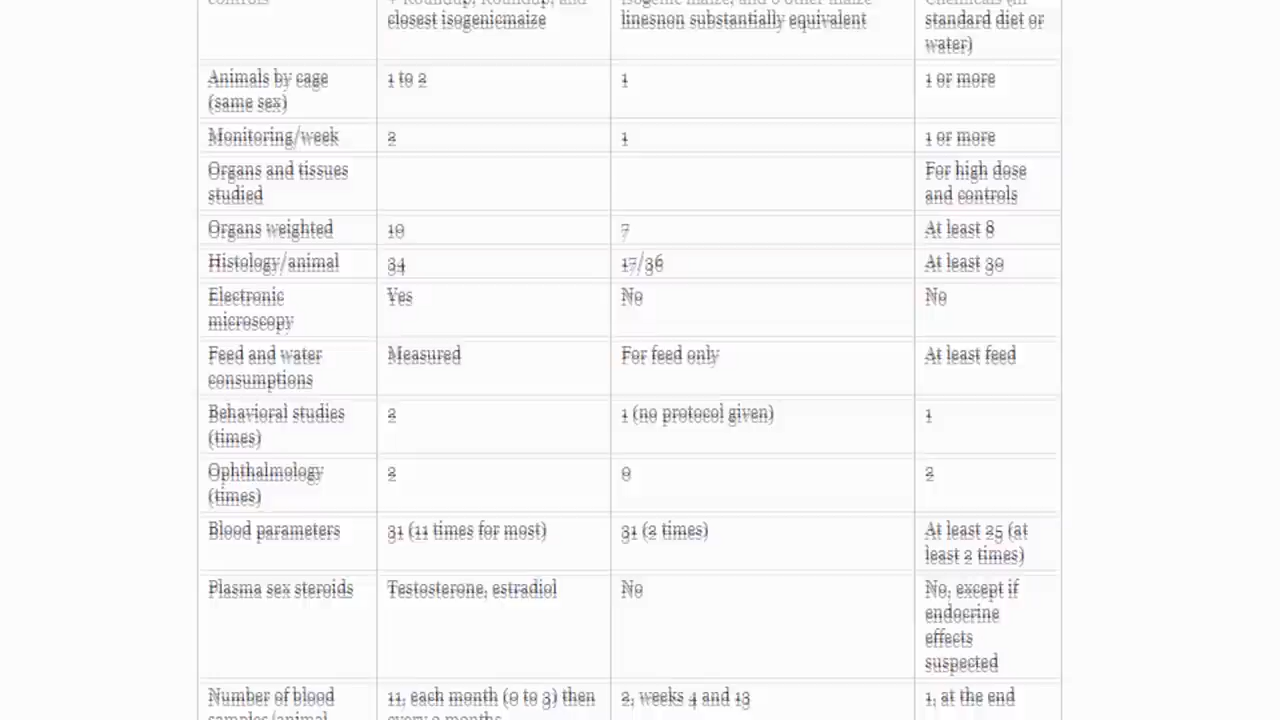 controls
+ Roundup, Roundup, and
closest isogenicmaize
isogenic maize, and 6 other maize
linesnon substantially equivalent
Chemicals (in
standard diet or
water)
Animals by cage
(same sex)
1 to 2
1
1 or more
Monitoring/week
2
1
1 or more
Organs and tissues
studied
For high dose
and controls
Organs weighted
10
7
At least 8
Histology/animal
34
17/36
At least 30
Electronic
microscopy
Yes
No
No
Feed and water
consumptions
Measured
For feed only
At least feed
Behavioral studies
(times)
2
1 (no protocol given)
1
Ophthalmology
(times)
2
0
2
Blood parameters
31 (11 times for most)
31 (2 times)
At least 25 (at
least 2 times)
Plasma sex steroids
Testosterone, estradiol
No
No, except if
endocrine
effects
suspected
Number of blood
samples/animal
11, each month (0 to 3) then
every 3 months
2, weeks 4 and 13
1, at the end